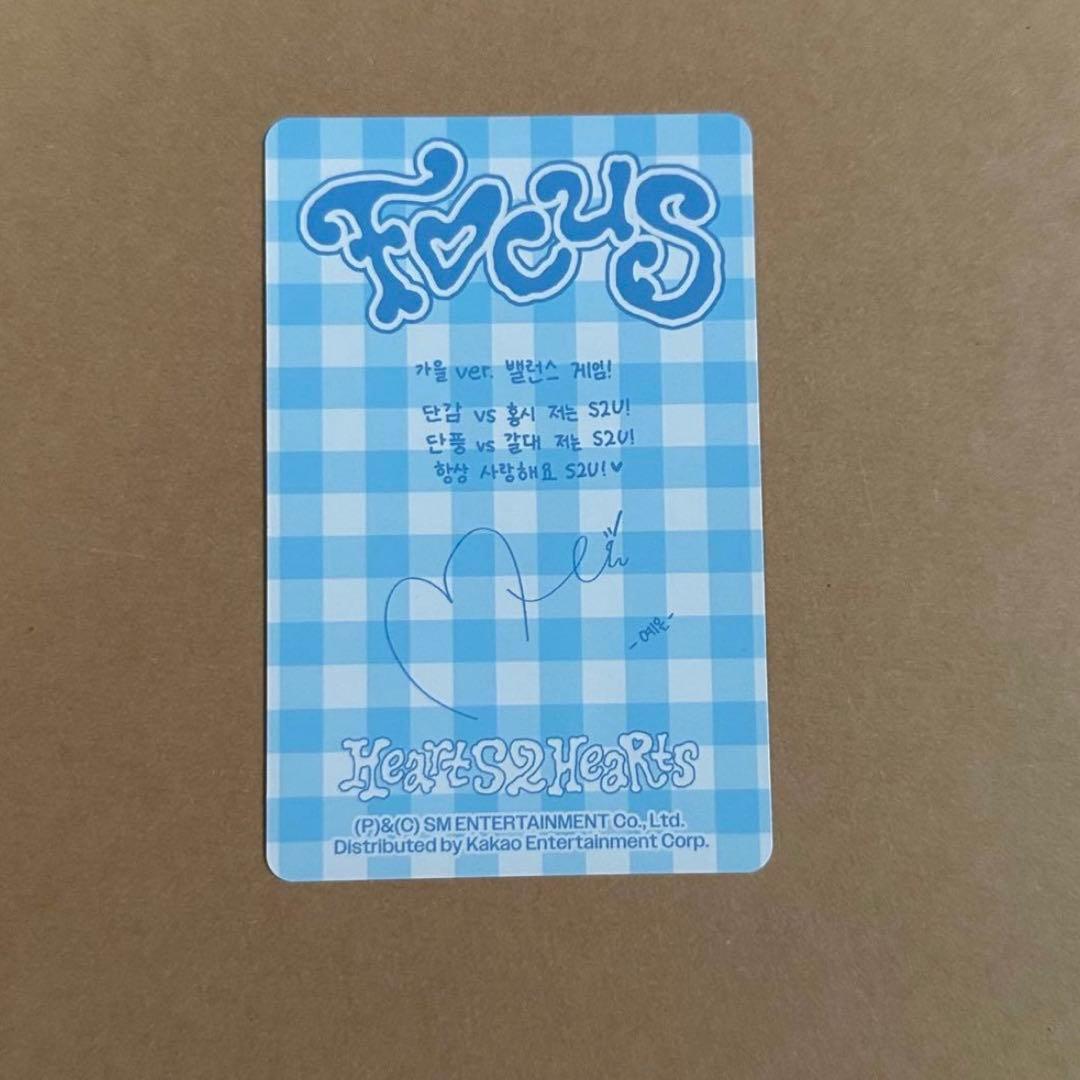 FOCUS
가을 ver. 밸런스 게임!
단감 vs 홍시 저는 S2U!
단풍 vs 갈대 저는 S2U!
항상 사랑해요 S2U!♥
-예온-
HeartS2HeaRts
(P)&(C) SM ENTERTAINMENT Co., Ltd.
Distributed by Kakao Entertainment Corp.